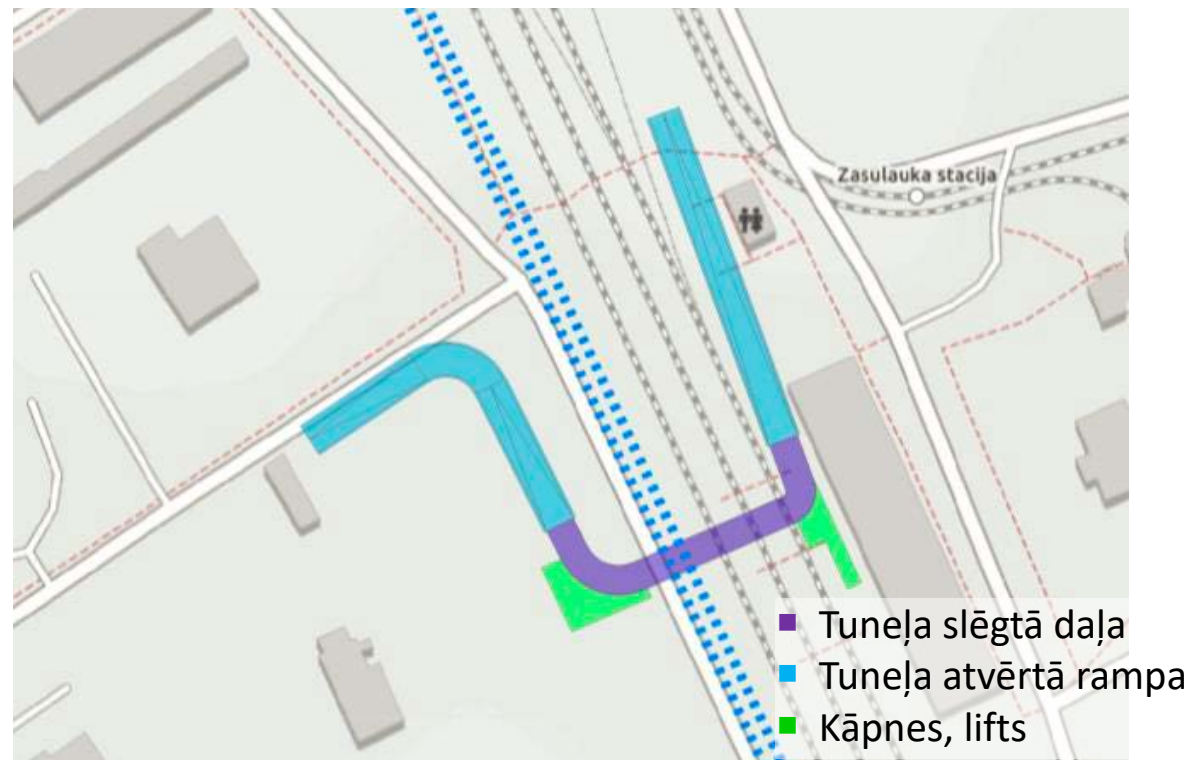 Zasulauka stacija
Tuneļa slēgtā daļa
Tuneļa atvērtā rampa
Kāpnes, lifts